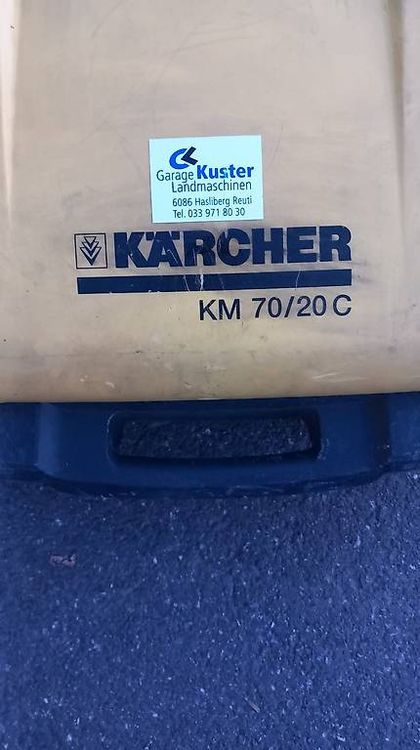 Garage Kuster
Landmaschinen
6086 Hasliberg Reuti
Tel. 033 971 80 30
KÄRCHER
KM 70/20 C